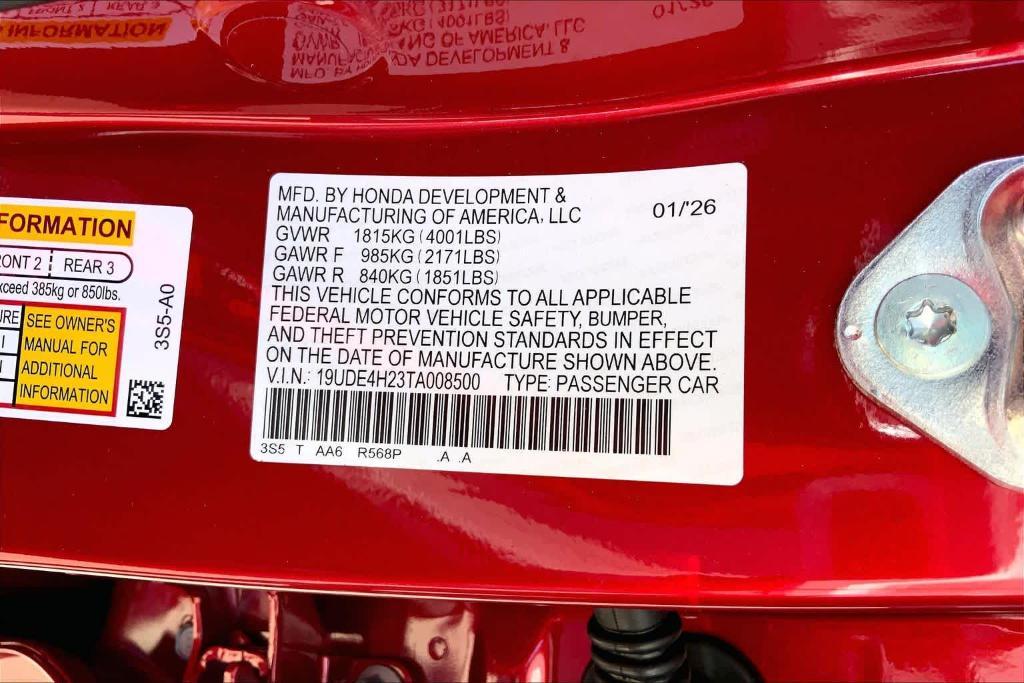 FORMATION
FRONT 2 | REAR 3
exceed 385kg or 850lbs.
SEE OWNER'S
MANUAL FOR
ADDITIONAL
INFORMATION
3S5-A0
MFD. BY HONDA DEVELOPMENT &
MANUFACTURING OF AMERICA, LLC
01/'26
GVWR 1815KG (4001LBS)
GAWR F 985KG (2171LBS)
GAWR R 840KG (1851LBS)
THIS VEHICLE CONFORMS TO ALL APPLICABLE
FEDERAL MOTOR VEHICLE SAFETY, BUMPER,
AND THEFT PREVENTION STANDARDS IN EFFECT
ON THE DATE OF MANUFACTURE SHOWN ABOVE.
V.I.N.: 19UDE4H23TA008500 TYPE: PASSENGER CAR
3S5 T AA6 R568P .A .A